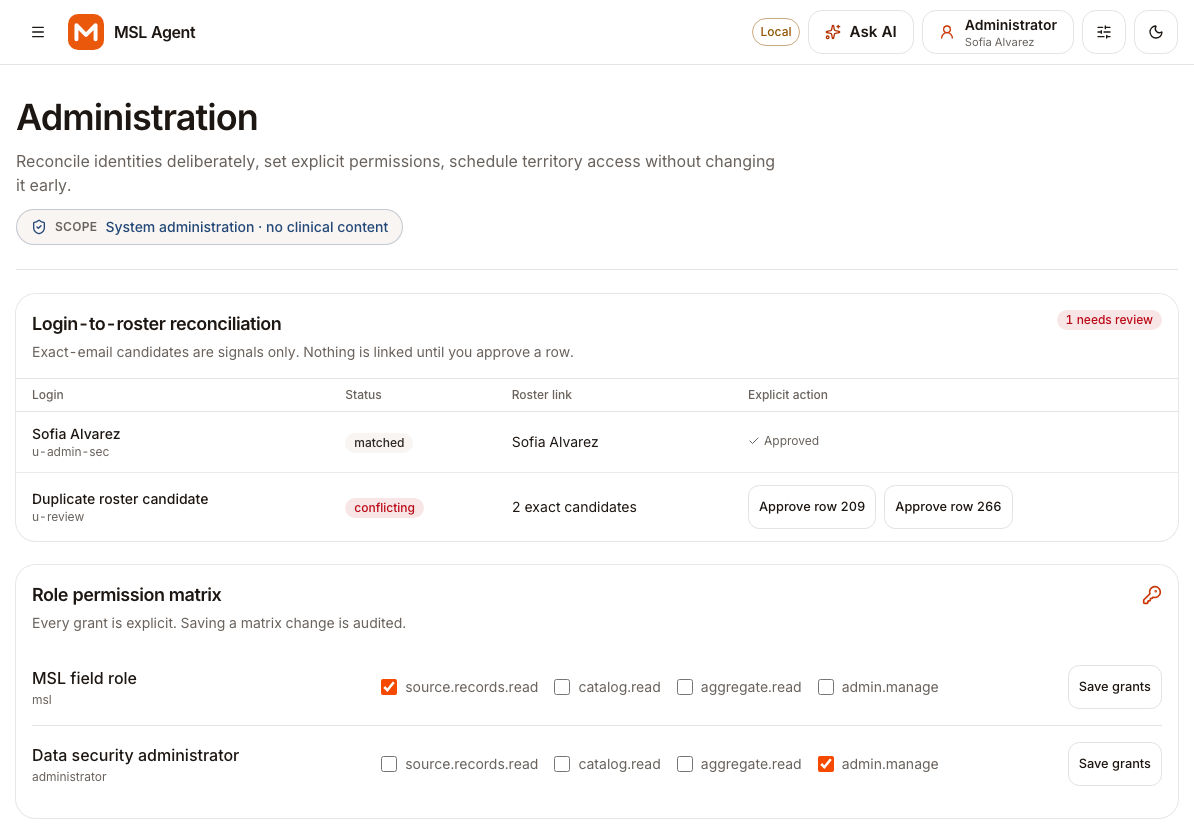 MSL Agent
Local
Ask AI
Administrator
Sofia Alvarez
Administration
Reconcile identities deliberately, set explicit permissions, schedule territory access without changing
it early.
SCOPE System administration · no clinical content
Login-to-roster reconciliation
1 needs review
Exact-email candidates are signals only. Nothing is linked until you approve a row.
Login Status Roster link Explicit action
Sofia Alvarez
u-admin-sec
matched
Sofia Alvarez
Approved
Duplicate roster candidate
u-review
conflicting
2 exact candidates
Approve row 209
Approve row 266
Role permission matrix
Every grant is explicit. Saving a matrix change is audited.
MSL field role
msl
source.records.read catalog.read aggregate.read admin.manage
Save grants
Data security administrator
administrator
source.records.read catalog.read aggregate.read admin.manage
Save grants